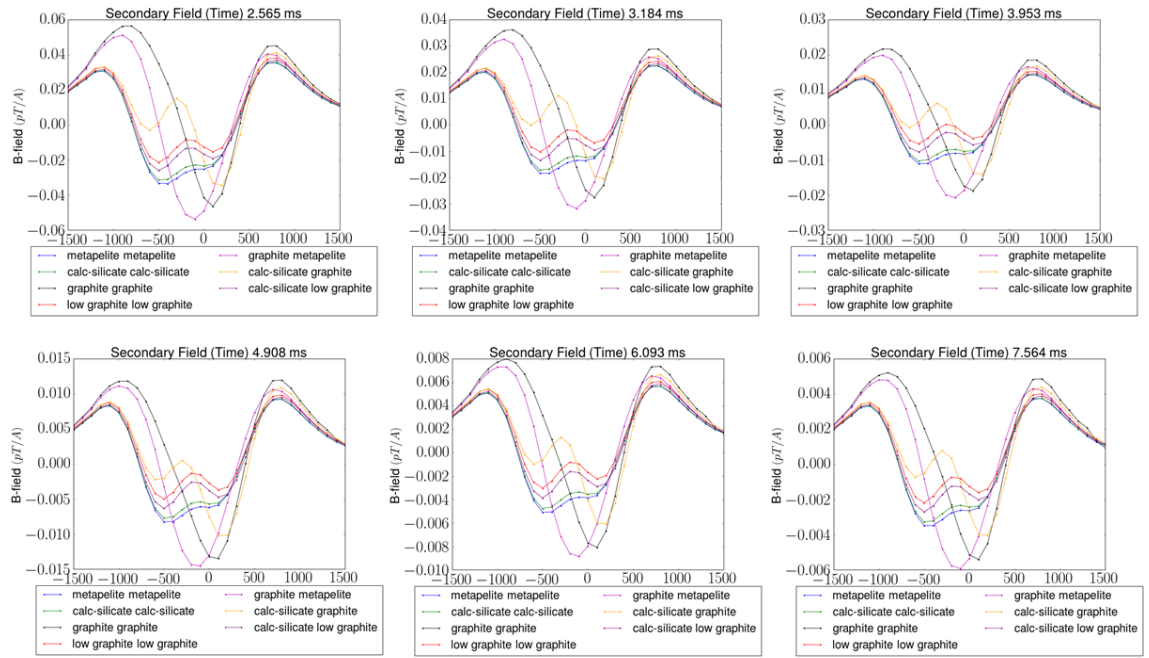 Secondary Field (Time) 2.565 ms
B-field (pT/A)
0.06
0.04
0.02
0.00
−0.02
−0.04
−0.06
−1500 −1000 −500 0 500 1000 1500
metapelite metapelite
calc-silicate calc-silicate
graphite graphite
low graphite low graphite
graphite metapelite
calc-silicate graphite
calc-silicate low graphite
Secondary Field (Time) 3.184 ms
B-field (pT/A)
0.04
0.03
0.02
0.01
0.00
−0.01
−0.02
−0.03
−0.04
−1500 −1000 −500 0 500 1000 1500
metapelite metapelite
calc-silicate calc-silicate
graphite graphite
low graphite low graphite
graphite metapelite
calc-silicate graphite
calc-silicate low graphite
Secondary Field (Time) 3.953 ms
B-field (pT/A)
0.03
0.02
0.01
0.00
−0.01
−0.02
−0.03
−1500 −1000 −500 0 500 1000 1500
metapelite metapelite
calc-silicate calc-silicate
graphite graphite
low graphite low graphite
graphite metapelite
calc-silicate graphite
calc-silicate low graphite
Secondary Field (Time) 4.908 ms
B-field (pT/A)
0.015
0.010
0.005
0.000
−0.005
−0.010
−0.015
−1500 −1000 −500 0 500 1000 1500
metapelite metapelite
calc-silicate calc-silicate
graphite graphite
low graphite low graphite
graphite metapelite
calc-silicate graphite
calc-silicate low graphite
Secondary Field (Time) 6.093 ms
B-field (pT/A)
0.008
0.006
0.004
0.002
0.000
−0.002
−0.004
−0.006
−0.008
−0.010
−1500 −1000 −500 0 500 1000 1500
metapelite metapelite
calc-silicate calc-silicate
graphite graphite
low graphite low graphite
graphite metapelite
calc-silicate graphite
calc-silicate low graphite
Secondary Field (Time) 7.564 ms
B-field (pT/A)
0.006
0.004
0.002
0.000
−0.002
−0.004
−0.006
−1500 −1000 −500 0 500 1000 1500
metapelite metapelite
calc-silicate calc-silicate
graphite graphite
low graphite low graphite
graphite metapelite
calc-silicate graphite
calc-silicate low graphite